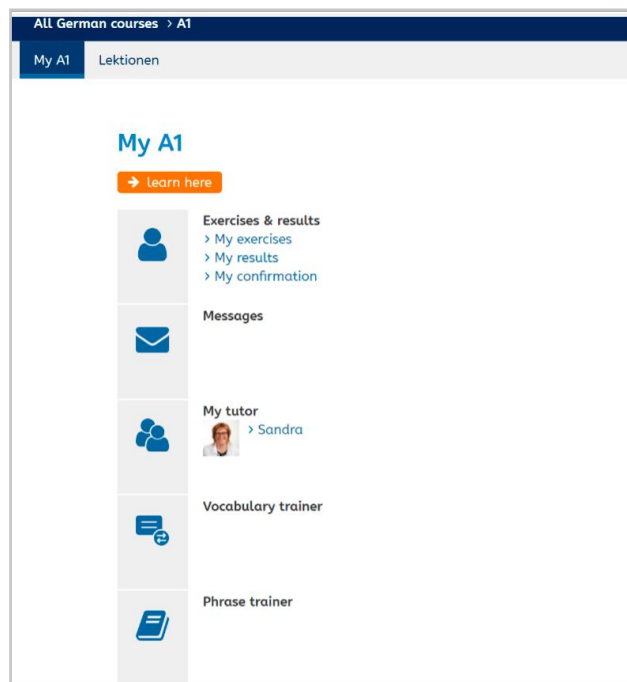 All German courses > A1
My A1 Lektionen
My A1
→ learn here
Exercises & results
> My exercises
> My results
> My confirmation
Messages
My tutor
> Sandra
Vocabulary trainer
Phrase trainer